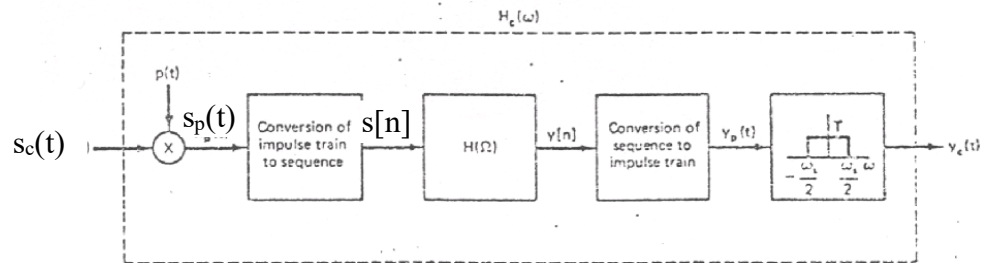 H_c(ω)
p(t)
s_c(t)
s_p(t)
Conversion of
impulse train
to sequence
s[n]
H(Ω)
y[n]
Conversion of
sequence to
impulse train
y_p(t)
T
-ω_s/2
ω_s/2
ω
y_c(t)